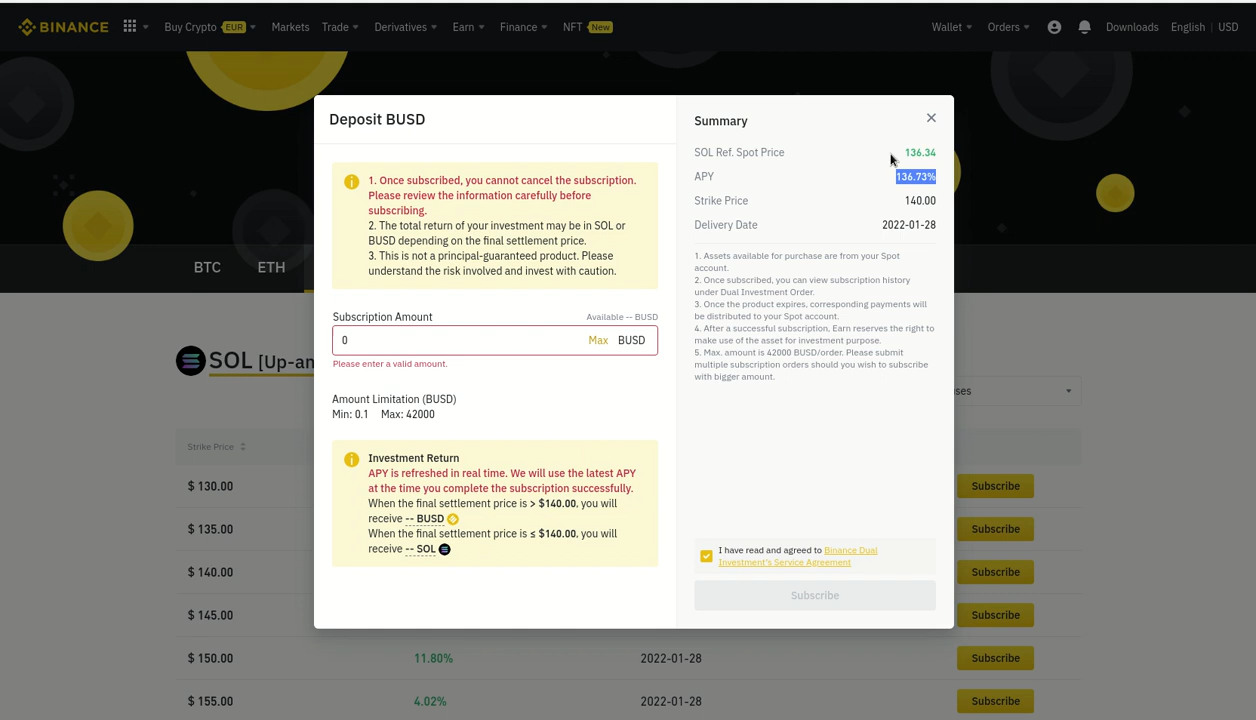 BINANCE
Buy Crypto EUR Markets Trade Derivatives Earn Finance NFT New Wallet Orders Downloads English | USD
BTC ETH
SOL [Up-an
Strike Price
$ 130.00 Subscribe
$ 135.00 Subscribe
$ 140.00 Subscribe
$ 145.00 Subscribe
$ 150.00 11.80% 2022-01-28 Subscribe
$ 155.00 4.02% 2022-01-28 Subscribe
Deposit BUSD
1. Once subscribed, you cannot cancel the subscription.
Please review the information carefully before
subscribing.
2. The total return of your investment may be in SOL or
BUSD depending on the final settlement price.
3. This is not a principal-guaranteed product. Please
understand the risk involved and invest with caution.
Subscription Amount Available -- BUSD
0 Max BUSD
Please enter a valid amount.
Amount Limitation (BUSD)
Min: 0.1 Max: 42000
Investment Return
APY is refreshed in real time. We will use the latest APY
at the time you complete the subscription successfully.
When the final settlement price is > $140.00, you will
receive -- BUSD
When the final settlement price is ≤ $140.00, you will
receive -- SOL
Summary
SOL Ref. Spot Price 136.34
APY 136.73%
Strike Price 140.00
Delivery Date 2022-01-28
1. Assets available for purchase are from your Spot
account.
2. Once subscribed, you can view subscription history
under Dual Investment Order.
3. Once the product expires, corresponding payments will
be distributed to your Spot account.
4. After a successful subscription, Earn reserves the right to
make use of the asset for investment purpose.
5. Max. amount is 42000 BUSD/order. Please submit
multiple subscription orders should you wish to subscribe
with bigger amount.
I have read and agreed to Binance Dual
Investment's Service Agreement
Subscribe